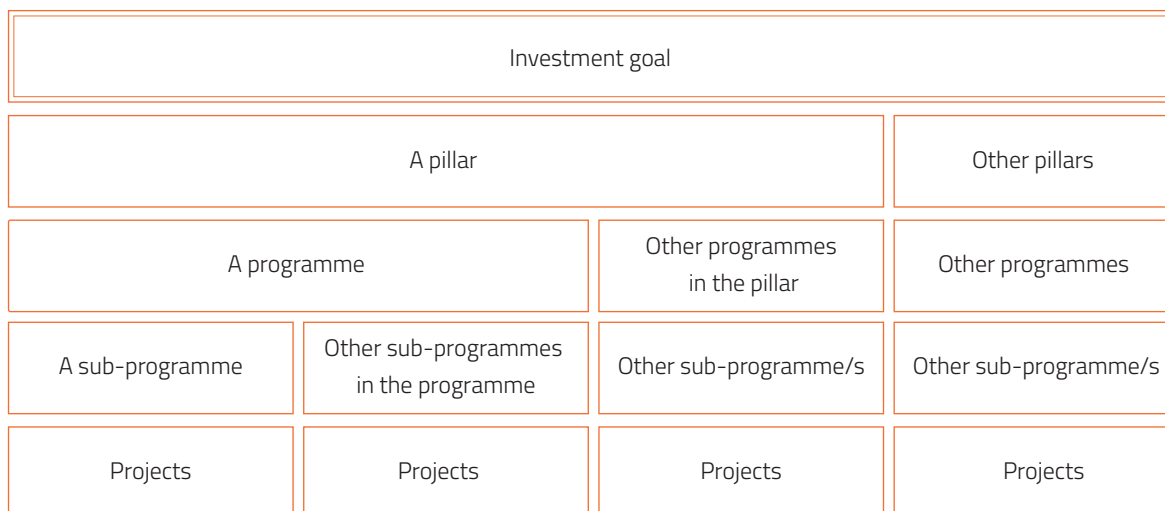 Investment goal
A pillar
Other pillars
A programme
Other programmes
in the pillar
Other programmes
A sub-programme
Other sub-programmes
in the programme
Other sub-programme/s
Other sub-programme/s
Projects
Projects
Projects
Projects